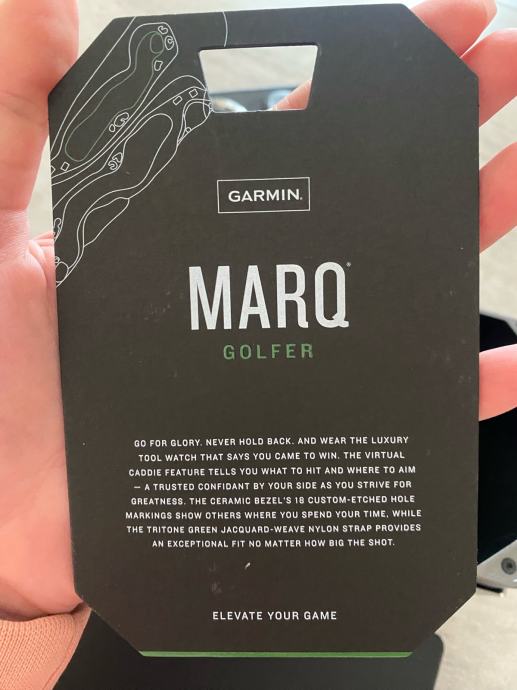 GARMIN®
MARQ®
GOLFER
GO FOR GLORY. NEVER HOLD BACK. AND WEAR THE LUXURY
TOOL WATCH THAT SAYS YOU CAME TO WIN. THE VIRTUAL
CADDIE FEATURE TELLS YOU WHAT TO HIT AND WHERE TO AIM
— A TRUSTED CONFIDANT BY YOUR SIDE AS YOU STRIVE FOR
GREATNESS. THE CERAMIC BEZEL'S 18 CUSTOM-ETCHED HOLE
MARKINGS SHOW OTHERS WHERE YOU SPEND YOUR TIME, WHILE
THE TRITONE GREEN JACQUARD-WEAVE NYLON STRAP PROVIDES
AN EXCEPTIONAL FIT NO MATTER HOW BIG THE SHOT.
ELEVATE YOUR GAME